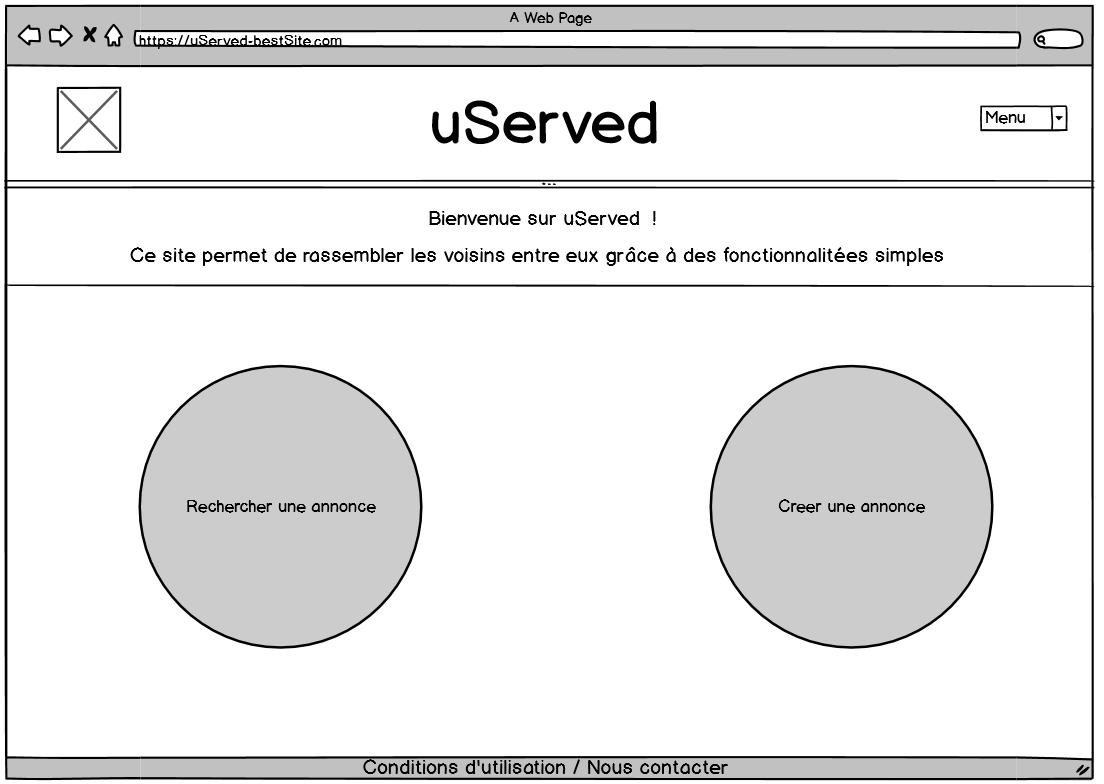 A Web Page
https://uServed-bestSite.com
uServed
Menu
Bienvenue sur uServed !
Ce site permet de rassembler les voisins entre eux grâce à des fonctionnalitées simples
Rechercher une annonce
Creer une annonce
Conditions d'utilisation / Nous contacter